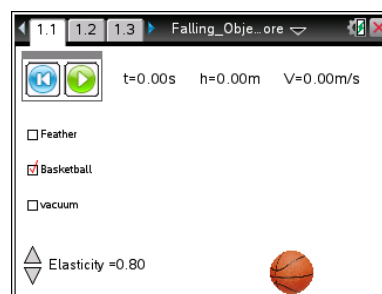 1.1 1.2 1.3 Falling_Obje…ore
t=0.00s h=0.00m V=0.00m/s
Feather
Basketball
vacuum
Elasticity =0.80